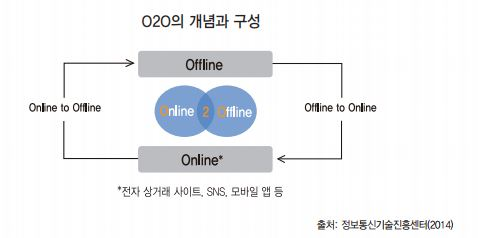 O2O의 개념과 구성
Offline
Online to Offline
Online 2 Offline
Offline to Online
Online*
*전자 상거래 사이트, SNS, 모바일 앱 등
출처: 정보통신기술진흥센터(2014)